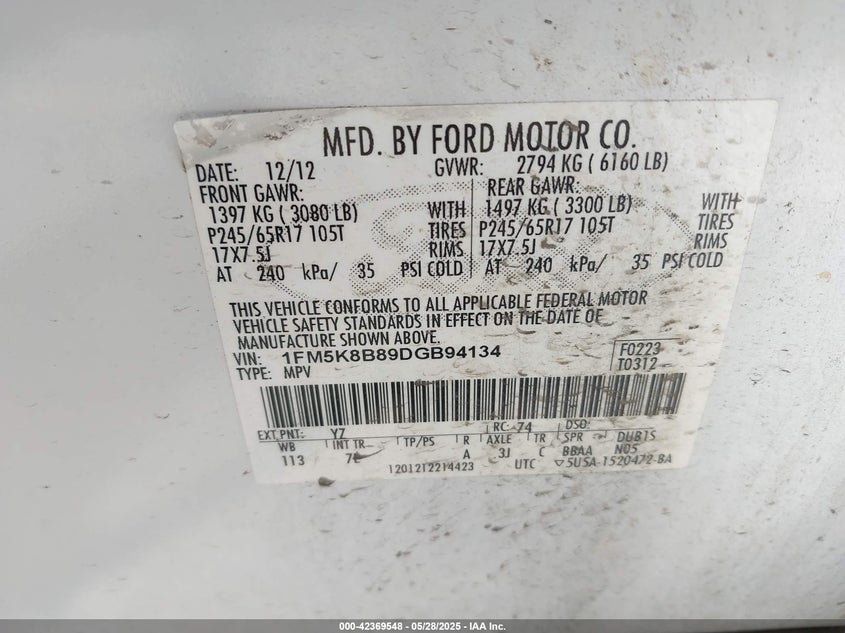 MFD. BY FORD MOTOR CO.
DATE: 12/12 GVWR: 2794 KG ( 6160 LB)
FRONT GAWR: REAR GAWR:
1397 KG ( 3080 LB) WITH 1497 KG ( 3300 LB) WITH
P245/65R17 105T TIRES P245/65R17 105T TIRES
17X7.5J RIMS 17X7.5J RIMS
AT 240 kPa/ 35 PSI COLD AT 240 kPa/ 35 PSI COLD
THIS VEHICLE CONFORMS TO ALL APPLICABLE FEDERAL MOTOR
VEHICLE SAFETY STANDARDS IN EFFECT ON THE DATE OF
MANUFACTURE SHOWN ABOVE.
VIN: 1FM5K8B89DGB94134 F0223
TYPE: MPV T0312
EXT PNT: YZ RC: 74 DSO:
WB INT TR TP/PS R AXLE TR SPR DUB1S
113 A 3J C BBAA N05
1201212214423 UTC ▽5USA-1520472-BA
000-42369548 — 05/28/2025 — IAA Inc.